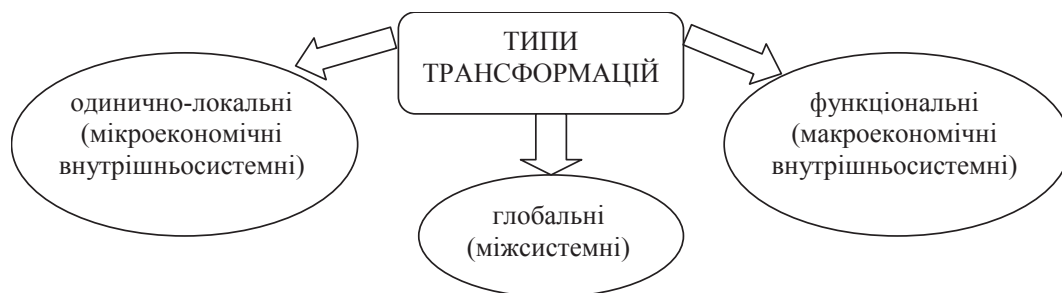 ТИПИ
ТРАНСФОРМАЦІЙ
одинично-локальні
(мікроекономічні
внутрішньосистемні)
глобальні
(міжсистемні)
функціональні
(макроекономічні
внутрішньосистемні)